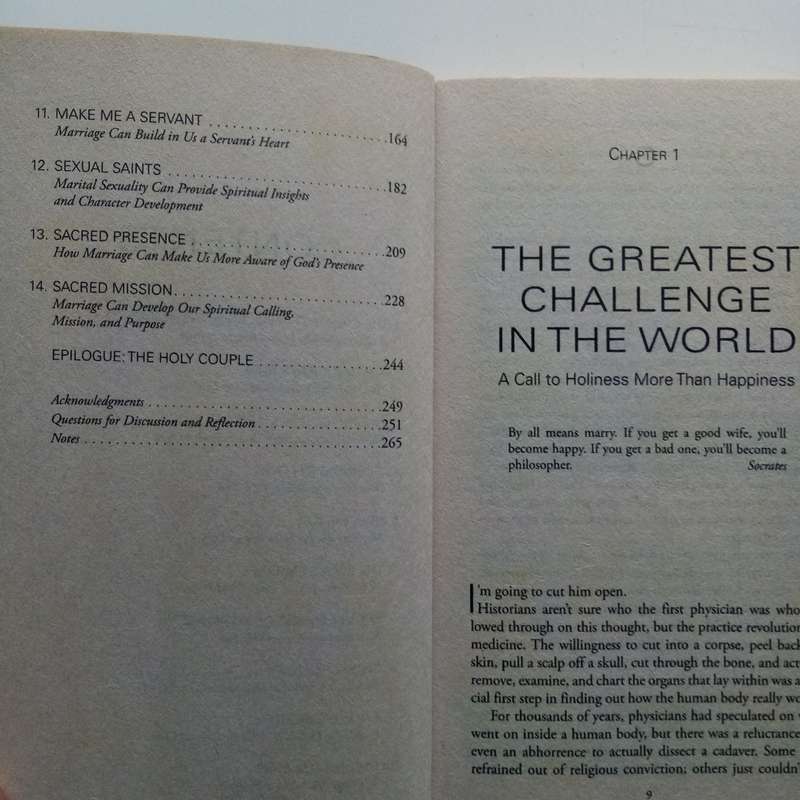 11. MAKE ME A SERVANT . . . . . . . . . . . . . . . . . . . . . . . . . . . 164
Marriage Can Build in Us a Servant's Heart
12. SEXUAL SAINTS . . . . . . . . . . . . . . . . . . . . . . . . . . . . . . . . 182
Marital Sexuality Can Provide Spiritual Insights
and Character Development
13. SACRED PRESENCE . . . . . . . . . . . . . . . . . . . . . . . . . . . . 209
How Marriage Can Make Us More Aware of God's Presence
14. SACRED MISSION. . . . . . . . . . . . . . . . . . . . . . . . . . . . . . 228
Marriage Can Develop Our Spiritual Calling,
Mission, and Purpose
EPILOGUE: THE HOLY COUPLE . . . . . . . . . . . . . . . . . . 244
Acknowledgments . . . . . . . . . . . . . . . . . . . . . . . . . . . . . . . . . 249
Questions for Discussion and Reflection . . . . . . . . . . . . . . . . . 251
Notes . . . . . . . . . . . . . . . . . . . . . . . . . . . . . . . . . . . . . . . . . . 265
CHAPTER 1
THE GREATEST
CHALLENGE
IN THE WORLD
A Call to Holiness More Than Happiness
By all means marry. If you get a good wife, you'll
become happy. If you get a bad one, you'll become a
philosopher. Socrates
I'm going to cut him open.
Historians aren't sure who the first physician was who
lowed through on this thought, but the practice revolution
medicine. The willingness to cut into a corpse, peel back
skin, pull a scalp off a skull, cut through the bone, and act
remove, examine, and chart the organs that lay within was a
cial first step in finding out how the human body really wo
For thousands of years, physicians had speculated on
went on inside a human body, but there was a reluctance
even an abhorrence to actually dissect a cadaver. Some
refrained out of religious conviction; others just couldn'
9